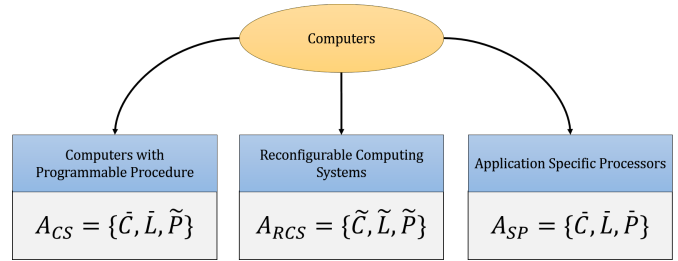 Computers
Computers with
Programmable Procedure
A_{CS} = {C̄, L̄, P̃}
Reconfigurable Computing
Systems
A_{RCS} = {C̃, L̃, P̃}
Application Specific Processors
A_{SP} = {C̄, L̄, P̄}